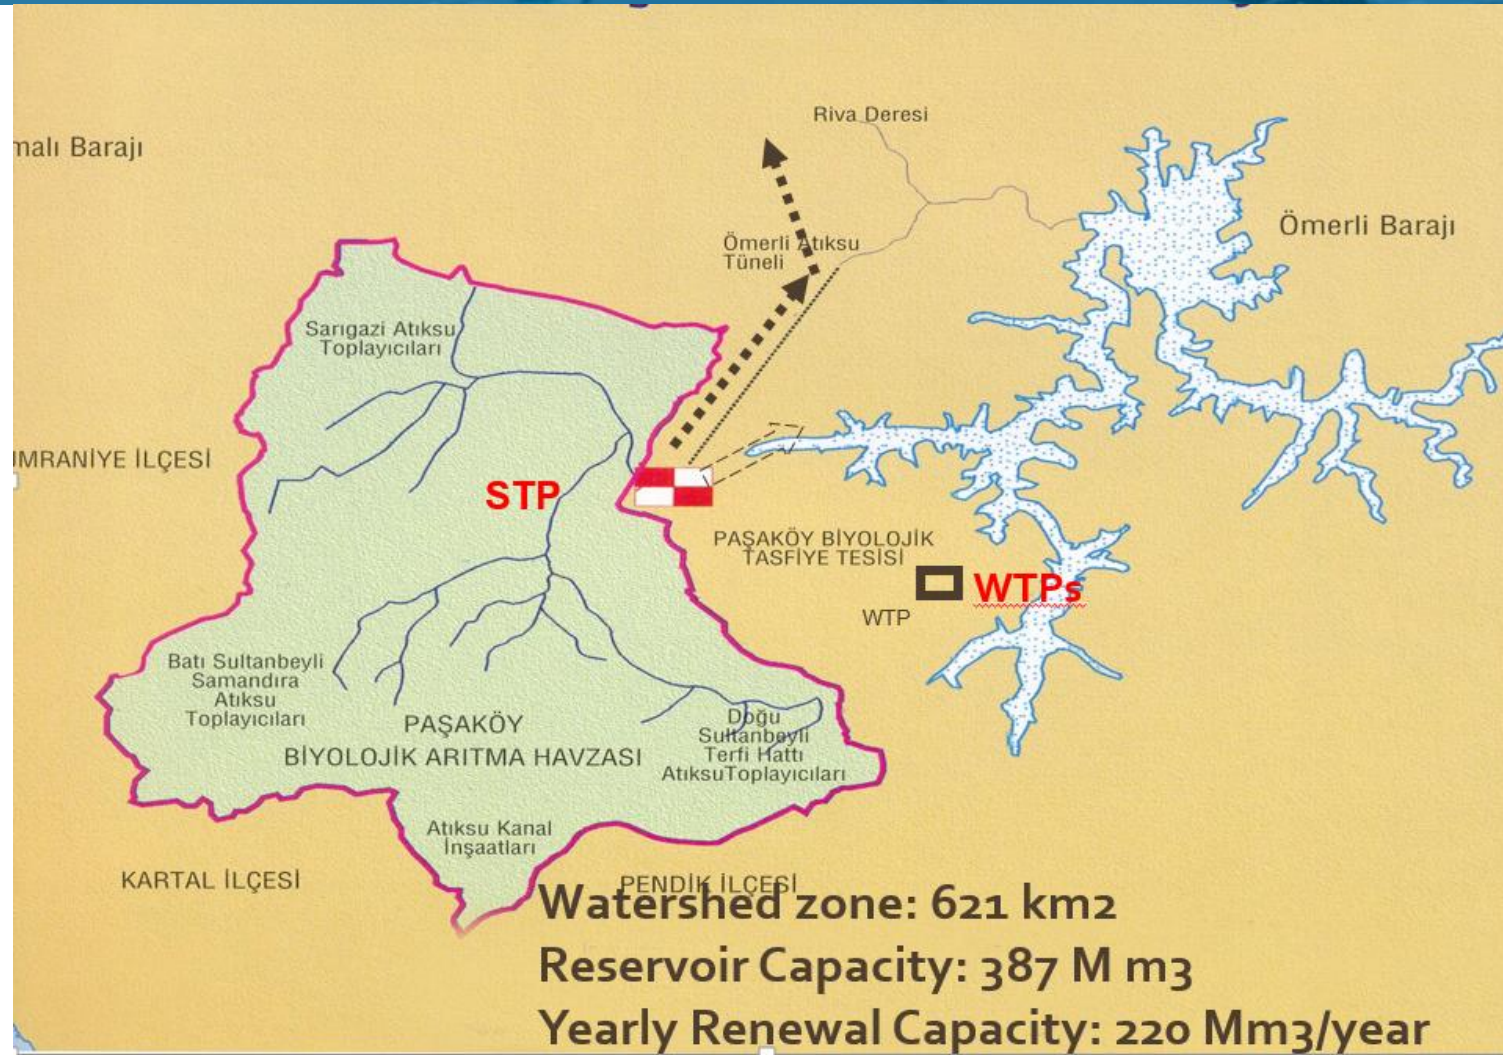 Riva Deresi
malı Barajı
Ömerli Barajı
Ömerli Atıksu
Tüneli
Sarıgazi Atıksu
Toplayıcıları
MRANİYE İLÇESİ
STP
PAŞAKÖY BİYOLOJİK
TASFİYE TESİSİ
WTPs
WTP
Batı Sultanbeyli
Samandıra
Atıksu
Toplayıcıları
PAŞAKÖY
BİYOLOJİK ARITMA HAVZASI
Doğu
Sultanbeyli
Terfi Hattı
AtıksuToplayıcıları
Atıksu Kanal
İnşaatları
KARTAL İLÇESİ
PENDİK İLÇESİ
Watershed zone: 621 km2
Reservoir Capacity: 387 M m3
Yearly Renewal Capacity: 220 Mm3/year